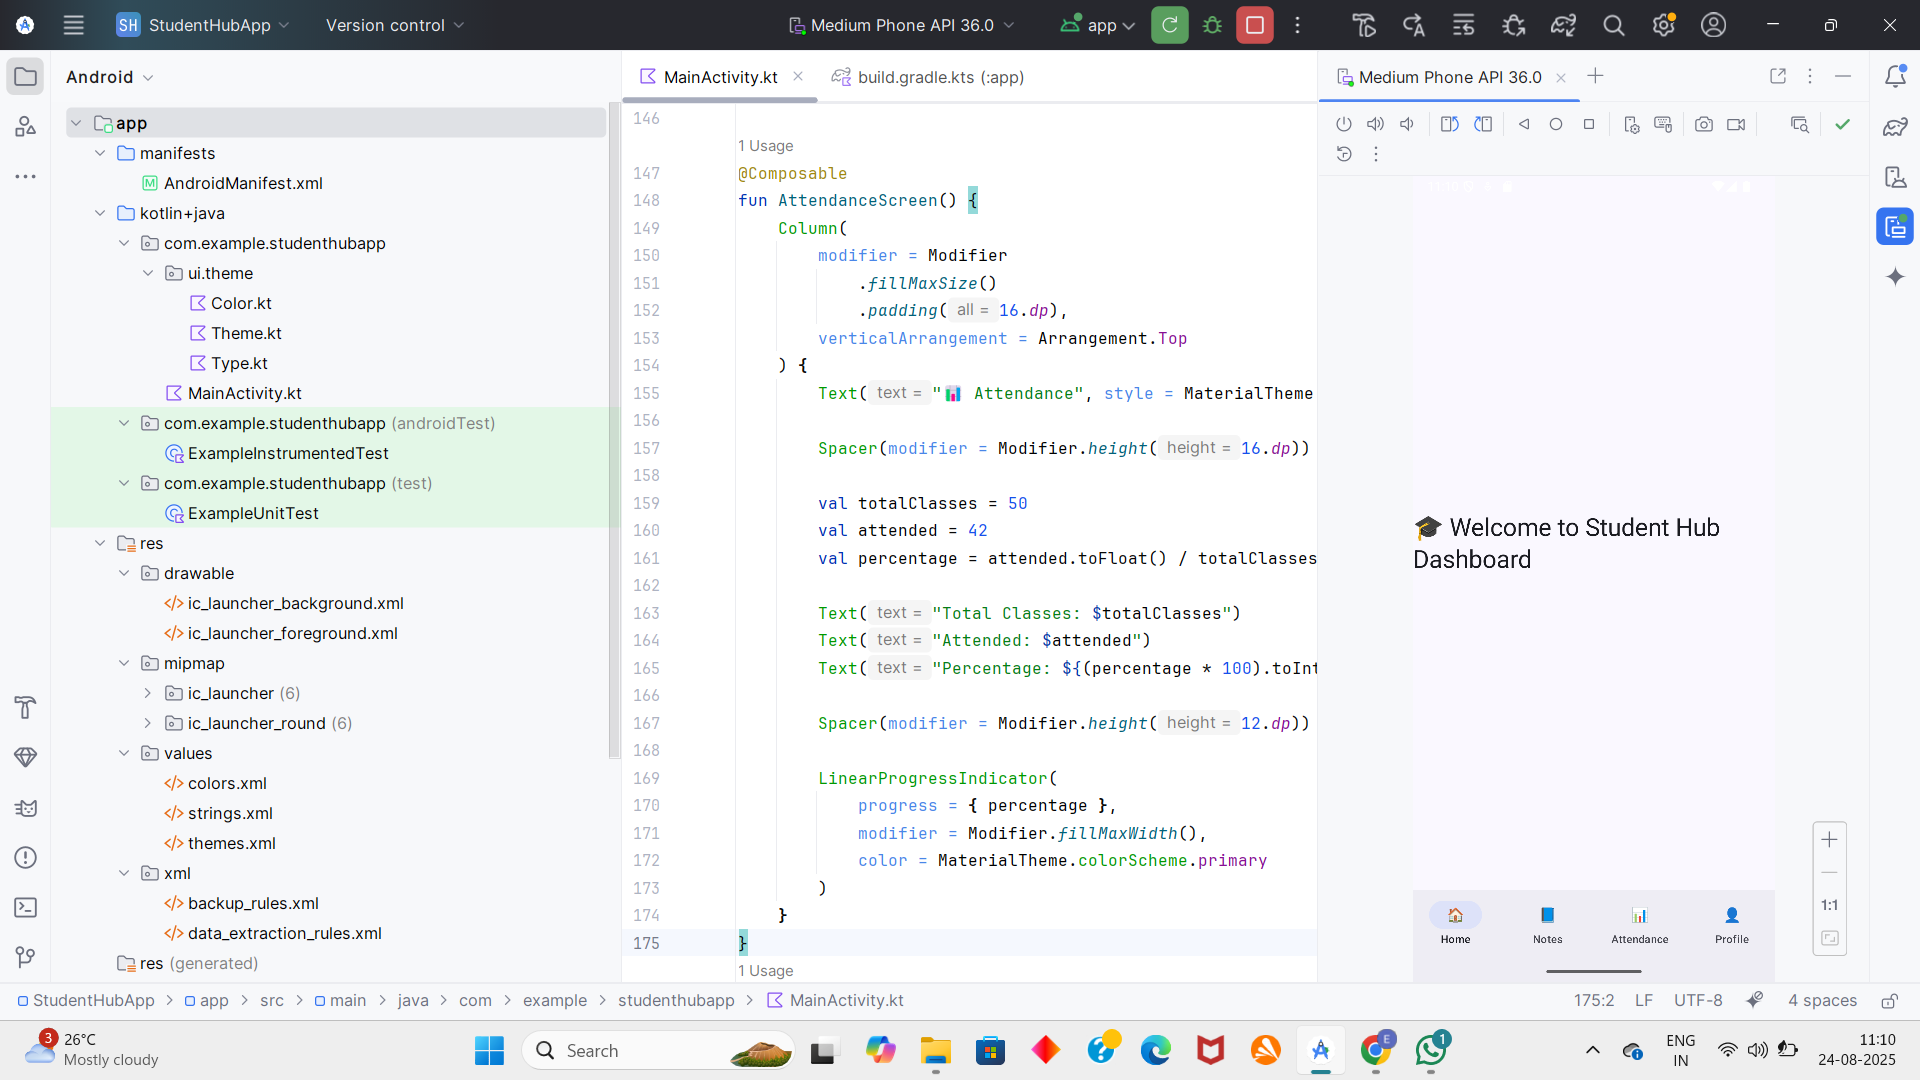 SH StudentHubApp Version control Medium Phone API 36.0 app
Android
app
manifests
AndroidManifest.xml
kotlin+java
com.example.studenthubapp
ui.theme
Color.kt
Theme.kt
Type.kt
MainActivity.kt
com.example.studenthubapp (androidTest)
ExampleInstrumentedTest
com.example.studenthubapp (test)
ExampleUnitTest
res
drawable
ic_launcher_background.xml
ic_launcher_foreground.xml
mipmap
ic_launcher (6)
ic_launcher_round (6)
values
colors.xml
strings.xml
themes.xml
xml
backup_rules.xml
data_extraction_rules.xml
res (generated)
MainActivity.kt build.gradle.kts (:app)
146
1 Usage
147 @Composable
148 fun AttendanceScreen() {
149 Column(
150 modifier = Modifier
151 .fillMaxSize()
152 .padding( all = 16.dp),
153 verticalArrangement = Arrangement.Top
154 ) {
155 Text( text = "📊 Attendance", style = MaterialTheme
156
157 Spacer(modifier = Modifier.height( height = 16.dp))
158
159 val totalClasses = 50
160 val attended = 42
161 val percentage = attended.toFloat() / totalClasses
162
163 Text( text = "Total Classes: $totalClasses")
164 Text( text = "Attended: $attended")
165 Text( text = "Percentage: ${(percentage * 100).toInt
166
167 Spacer(modifier = Modifier.height( height = 12.dp))
168
169 LinearProgressIndicator(
170 progress = { percentage },
171 modifier = Modifier.fillMaxWidth(),
172 color = MaterialTheme.colorScheme.primary
173 )
174 }
175 }
1 Usage
Medium Phone API 36.0
🎓 Welcome to Student Hub
Dashboard
1:1
Home Notes Attendance Profile
StudentHubApp > app > src > main > java > com > example > studenthubapp > MainActivity.kt
175:2 LF UTF-8 4 spaces
3
26°C
Mostly cloudy
Search
E
1
ENG
IN
11:10
24-08-2025